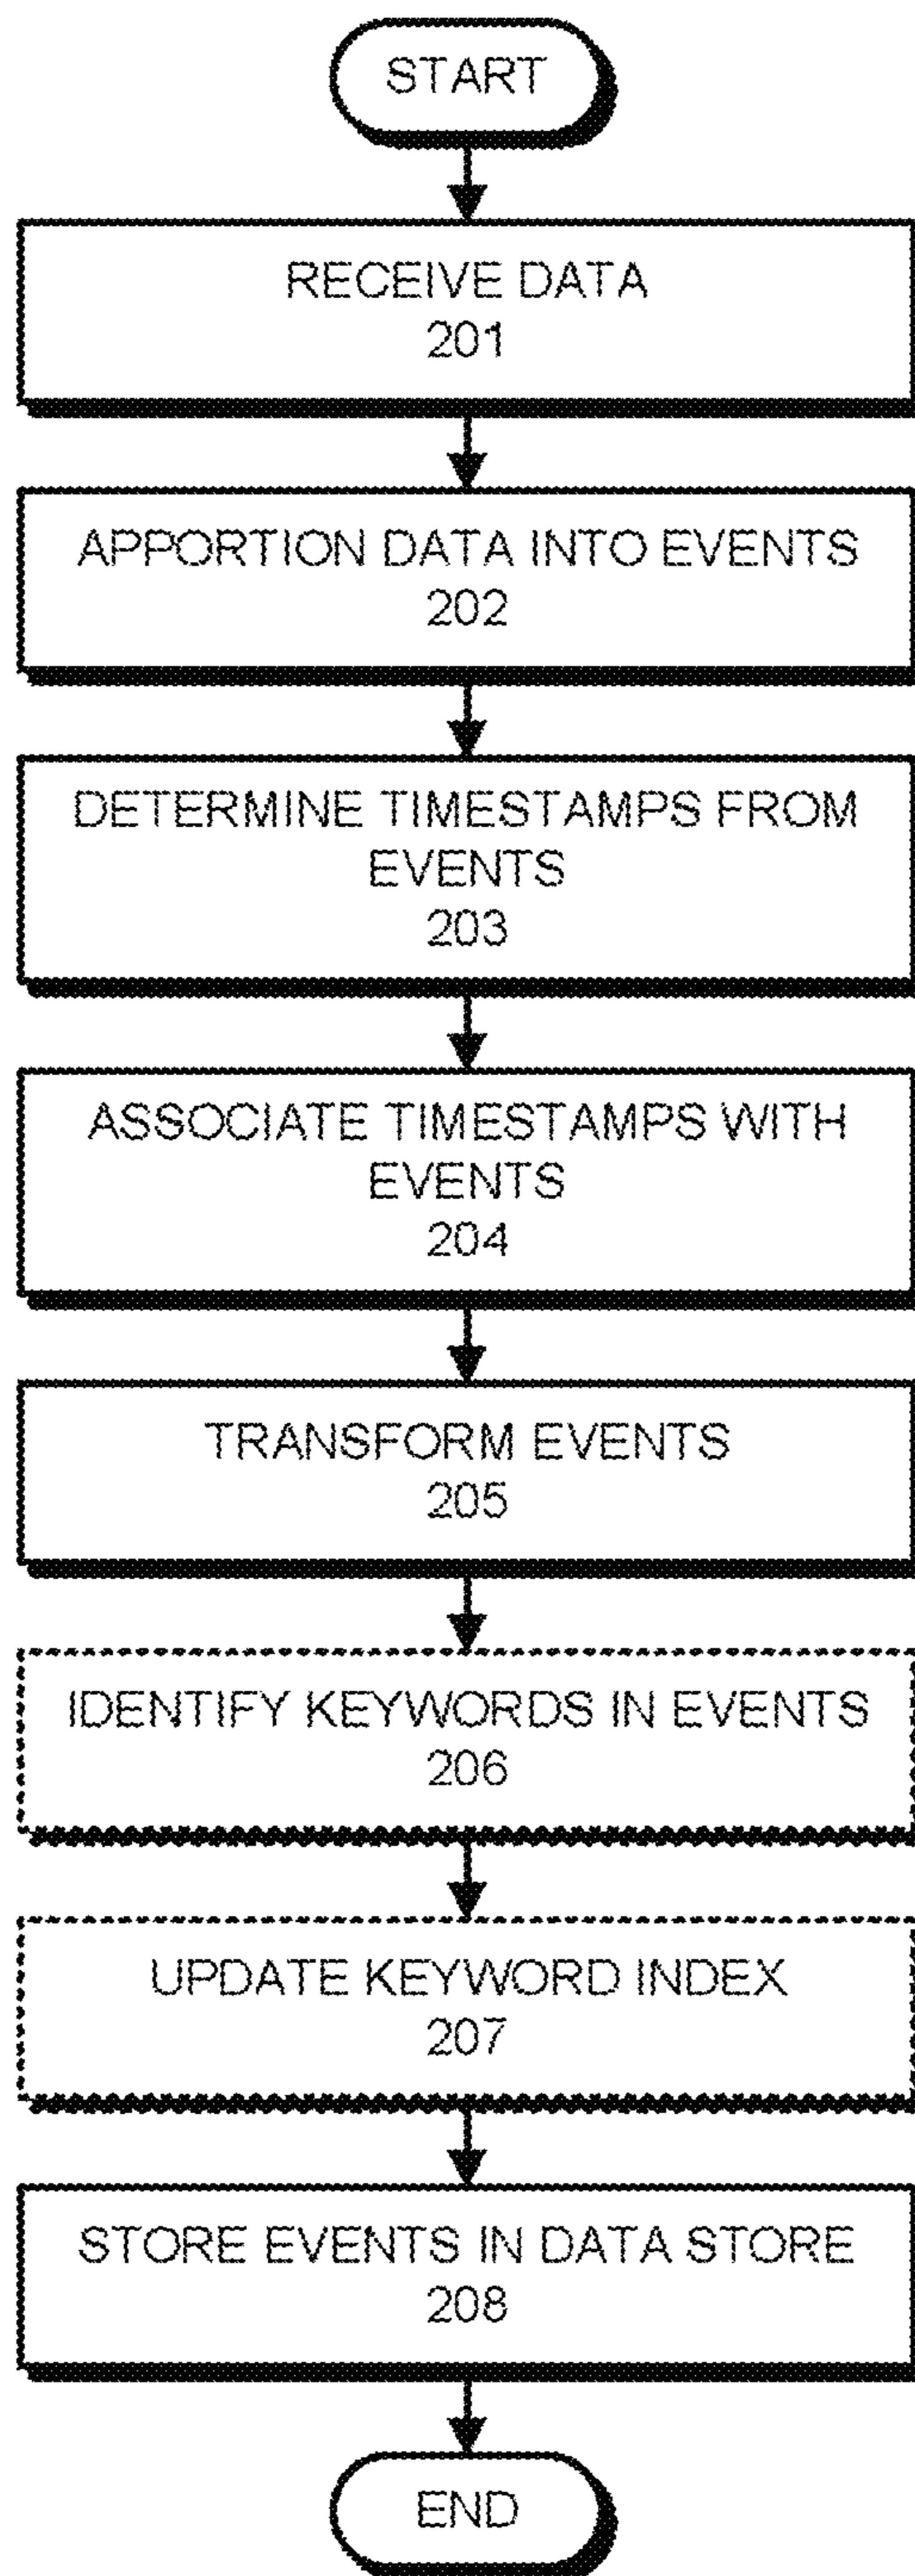 START
RECEIVE DATA
201
APPORTION DATA INTO EVENTS
202
DETERMINE TIMESTAMPS FROM
EVENTS
203
ASSOCIATE TIMESTAMPS WITH
EVENTS
204
TRANSFORM EVENTS
205
IDENTIFY KEYWORDS IN EVENTS
206
UPDATE KEYWORD INDEX
207
STORE EVENTS IN DATA STORE
208
END